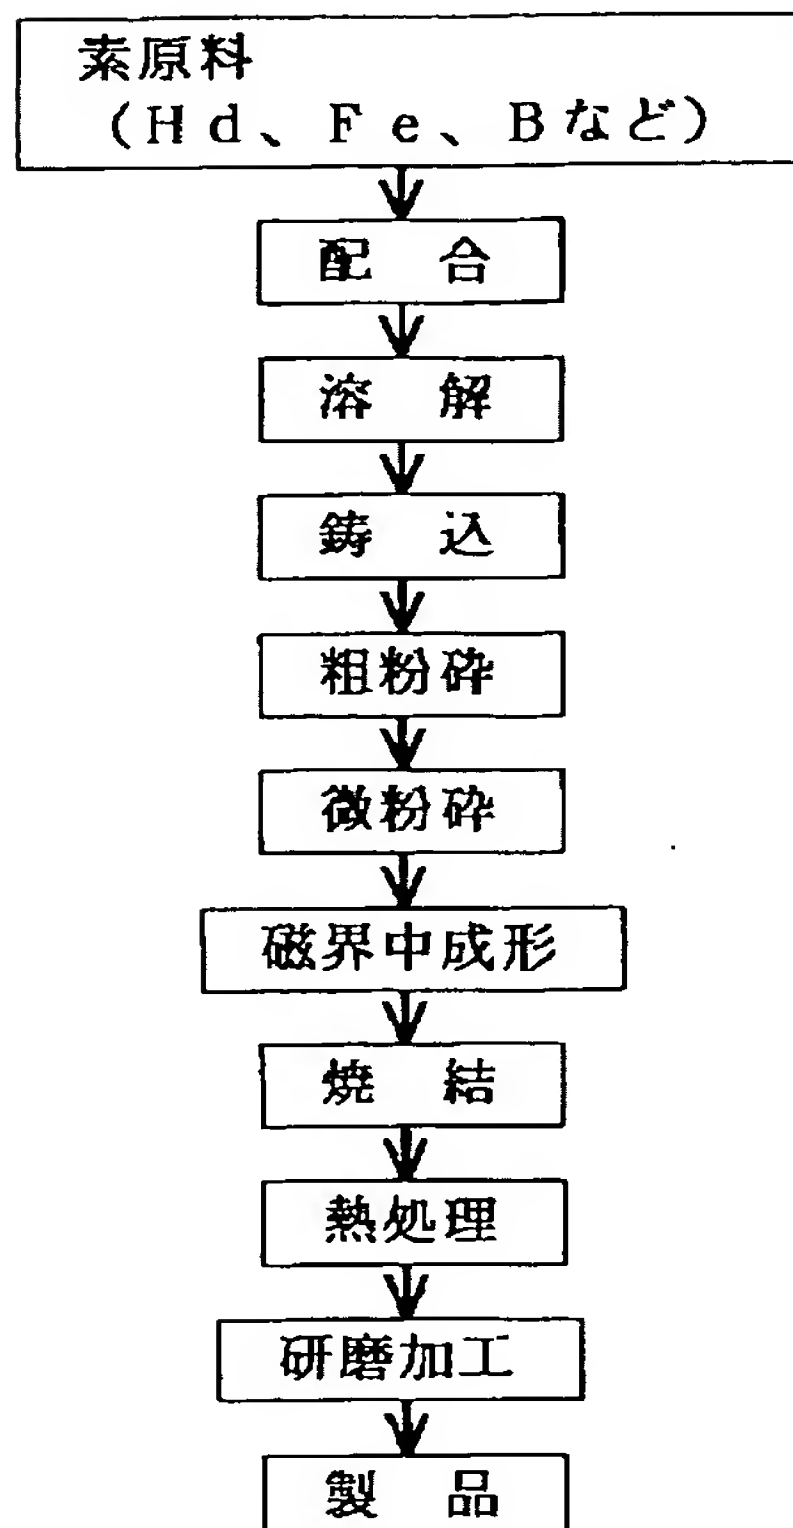 素原料
(Hd、Fe、Bなど)
配 合
溶 解
鋳 込
粗粉砕
微粉砕
磁界中成形
焼 結
熱処理
研磨加工
製 品